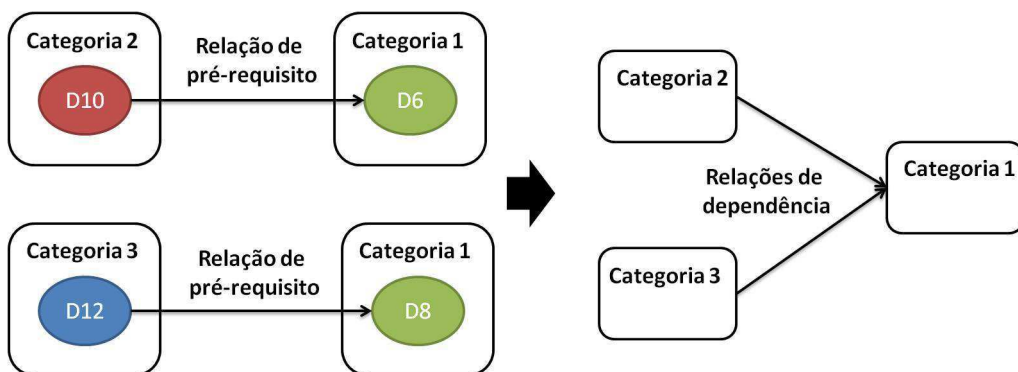 Categoria 2
Relação de
pré-requisito
Categoria 1
D10
D6
Categoria 3
Relação de
pré-requisito
Categoria 1
D12
D8
Categoria 2
Relações de
dependência
Categoria 1
Categoria 3